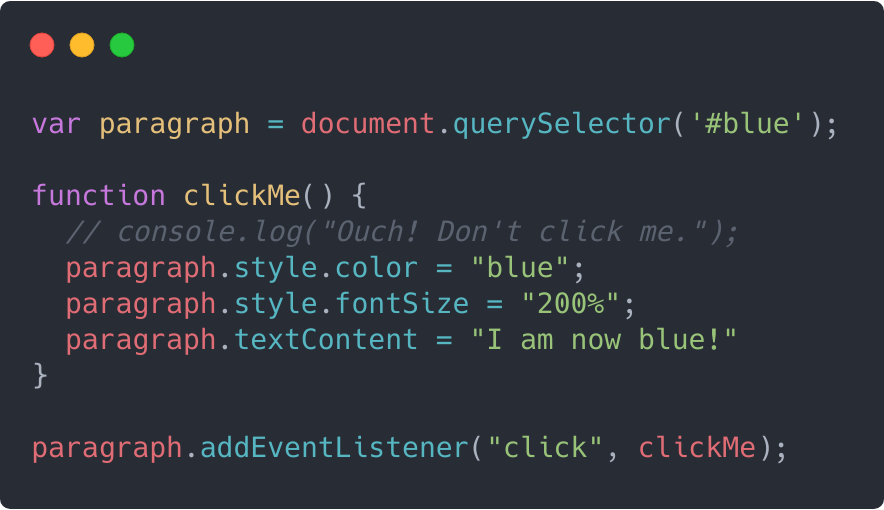 var paragraph = document.querySelector('#blue');
function clickMe() {
// console.log("Ouch! Don't click me.");
paragraph.style.color = "blue";
paragraph.style.fontSize = "200%";
paragraph.textContent = "I am now blue!"
}
paragraph.addEventListener("click", clickMe);